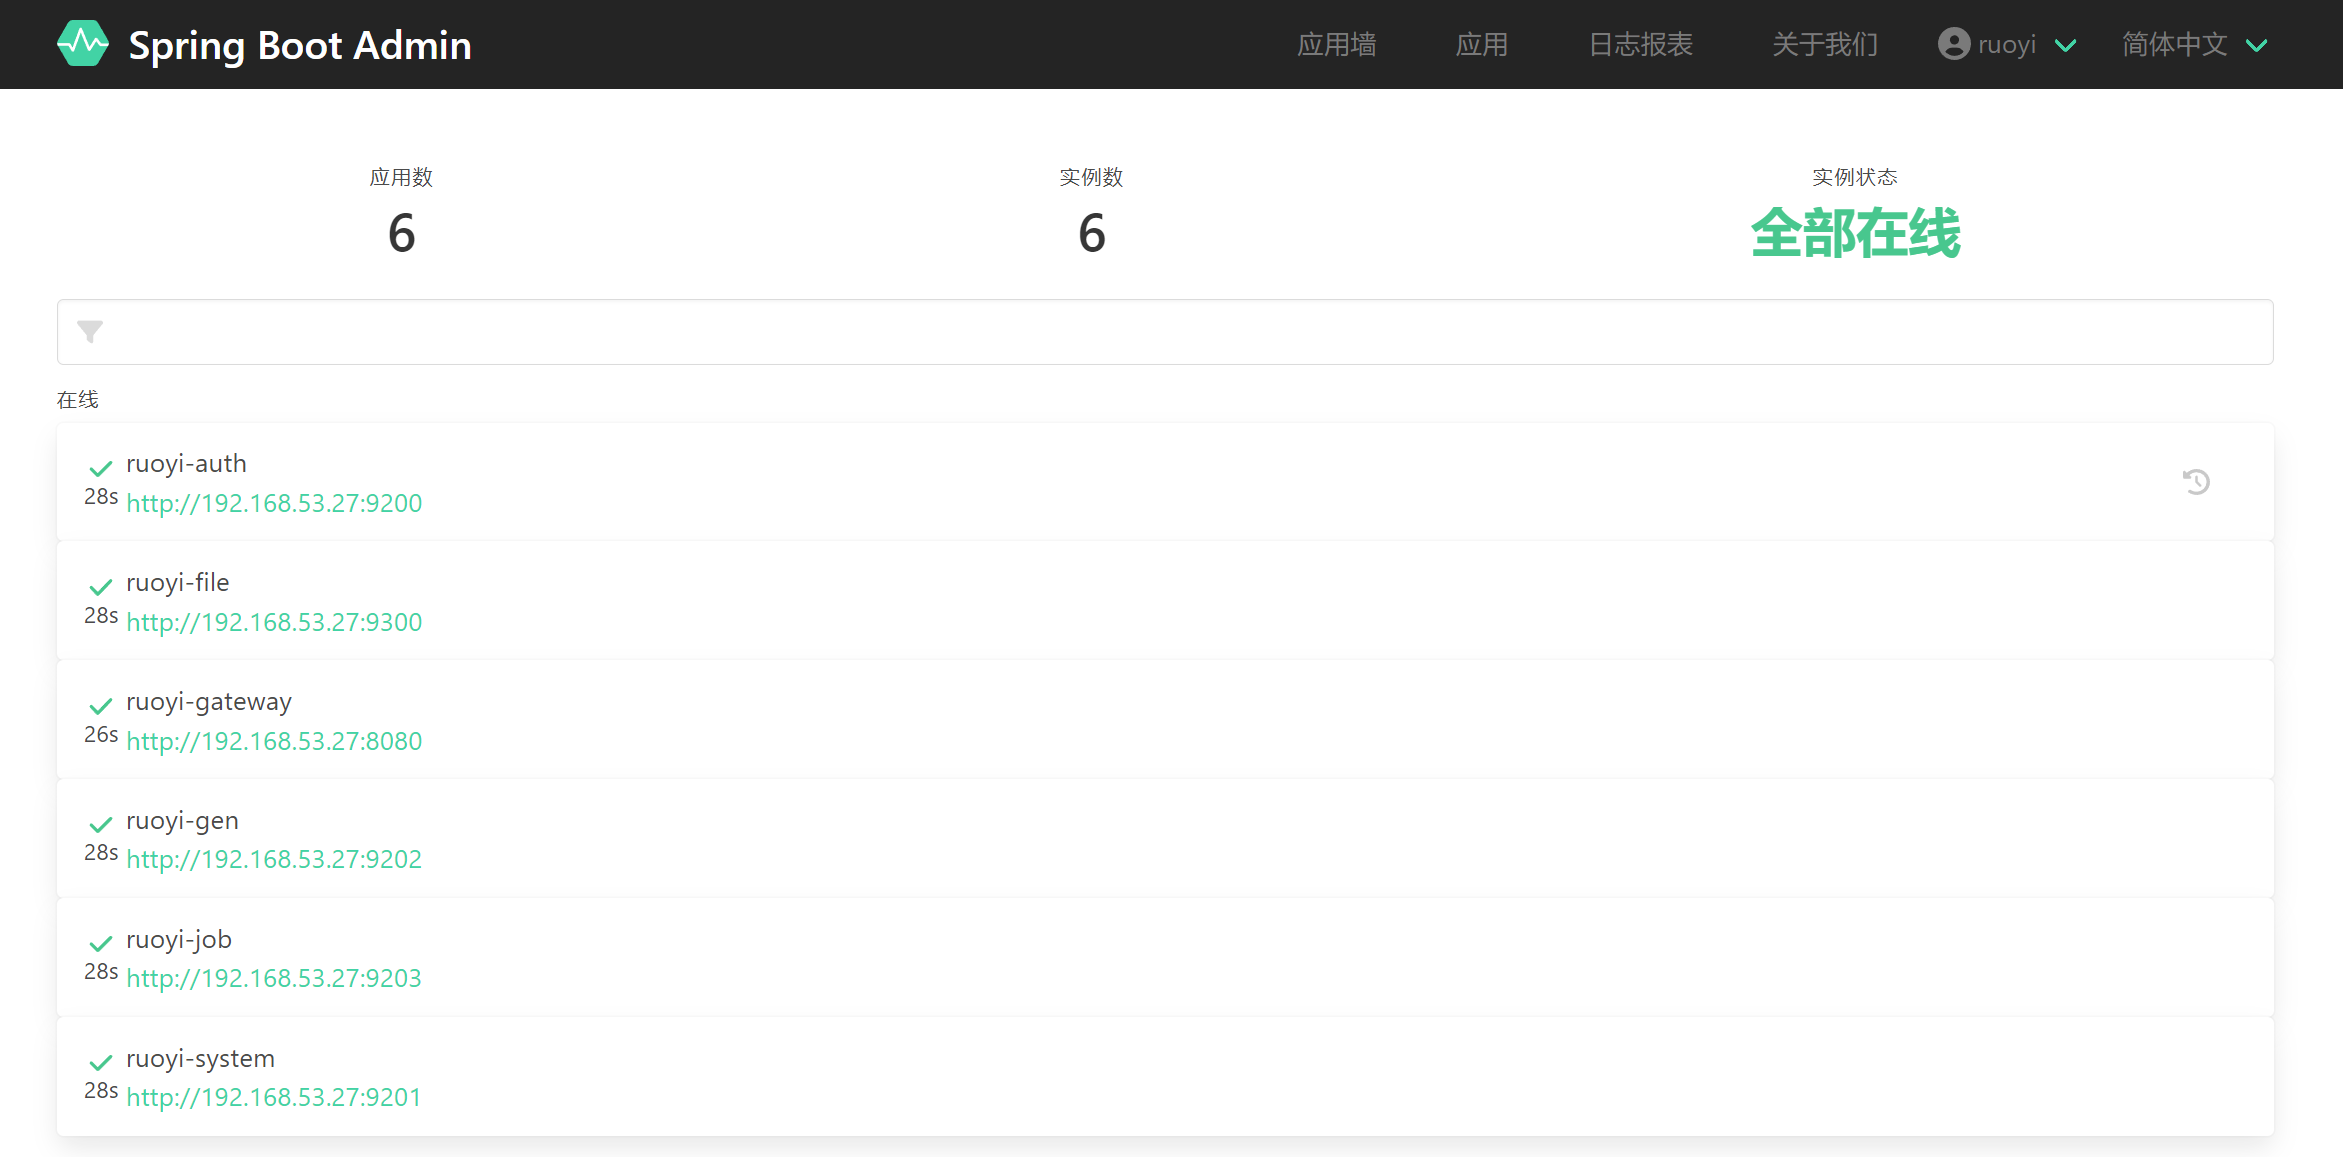 Spring Boot Admin
应用墙
应用
日志报表
关于我们
ruoyi
简体中文
应用数
实例数
实例状态
6
6
全部在线
在线
ruoyi-auth
28s http://192.168.53.27:9200
ruoyi-file
28s http://192.168.53.27:9300
ruoyi-gateway
26s http://192.168.53.27:8080
ruoyi-gen
28s http://192.168.53.27:9202
ruoyi-job
28s http://192.168.53.27:9203
ruoyi-system
28s http://192.168.53.27:9201